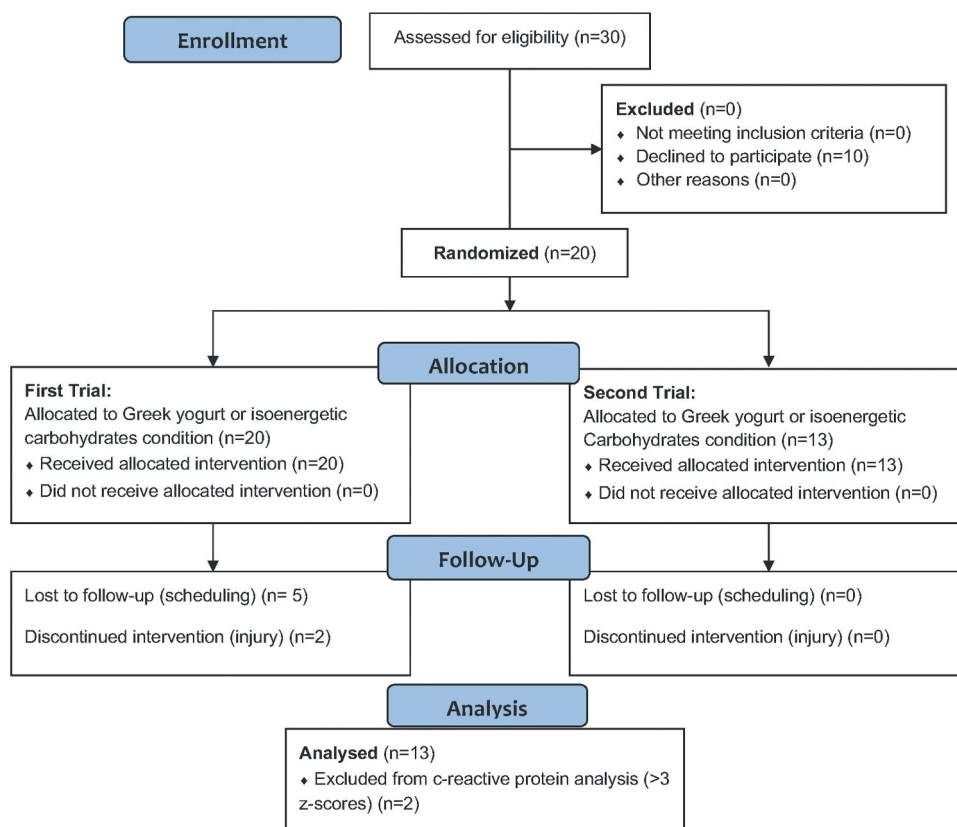 Enrollment
Assessed for eligibility (n=30)
Excluded (n=0)
♦ Not meeting inclusion criteria (n=0)
♦ Declined to participate (n=10)
♦ Other reasons (n=0)
Randomized (n=20)
Allocation
First Trial:
Allocated to Greek yogurt or isoenergetic
carbohydrates condition (n=20)
♦ Received allocated intervention (n=20)
♦ Did not receive allocated intervention (n=0)
Second Trial:
Allocated to Greek yogurt or isoenergetic
Carbohydrates condition (n=13)
♦ Received allocated intervention (n=13)
♦ Did not receive allocated intervention (n=0)
Follow-Up
Lost to follow-up (scheduling) (n= 5)
Discontinued intervention (injury) (n=2)
Lost to follow-up (scheduling) (n=0)
Discontinued intervention (injury) (n=0)
Analysis
Analysed (n=13)
♦ Excluded from c-reactive protein analysis (>3
z-scores) (n=2)